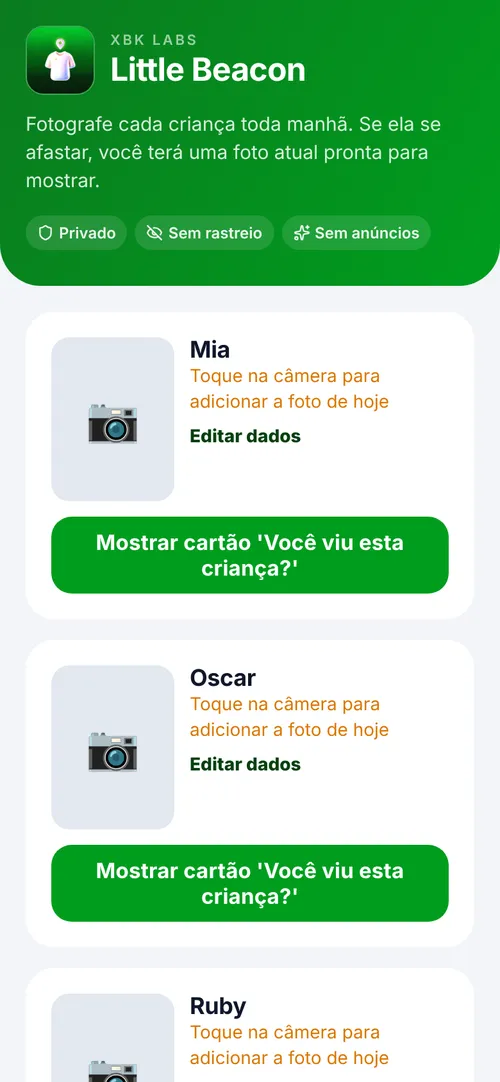 XBK LABS
Little Beacon
Fotografe cada criança toda manhã. Se ela se
afastar, você terá uma foto atual pronta para
mostrar.
Privado
Sem rastreio
Sem anúncios
Mia
Toque na câmera para
adicionar a foto de hoje
Editar dados
Mostrar cartão 'Você viu esta
criança?'
Oscar
Toque na câmera para
adicionar a foto de hoje
Editar dados
Mostrar cartão 'Você viu esta
criança?'
Ruby
Toque na câmera para
adicionar a foto de hoje